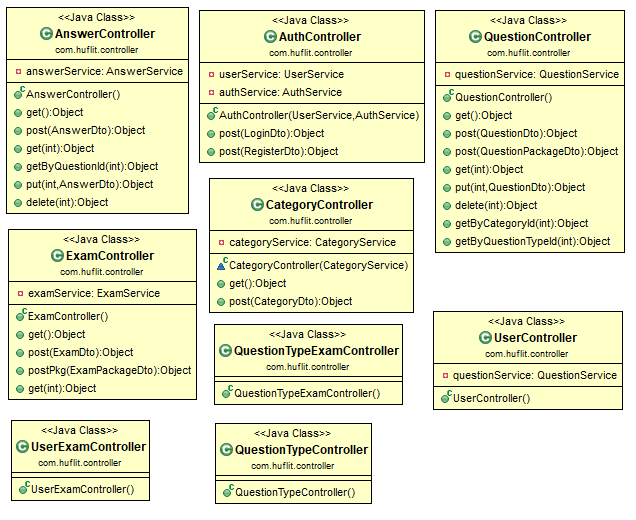 <<Java Class>>
AnswerController
com.huflit.controller
answerService: AnswerService
AnswerController()
get():Object
post(AnswerDto):Object
get(int):Object
getByQuestionId(int):Object
put(int,AnswerDto):Object
delete(int):Object
<<Java Class>>
AuthController
com.huflit.controller
userService: UserService
authService: AuthService
AuthController(UserService,AuthService)
post(LoginDto):Object
post(RegisterDto):Object
<<Java Class>>
QuestionController
com.huflit.controller
questionService: QuestionService
QuestionController()
get():Object
post(QuestionDto):Object
post(QuestionPackageDto):Object
get(int):Object
put(int,QuestionDto):Object
delete(int):Object
getByCategoryId(int):Object
getByQuestionTypeId(int):Object
<<Java Class>>
CategoryController
com.huflit.controller
categoryService: CategoryService
CategoryController(CategoryService)
get():Object
post(CategoryDto):Object
<<Java Class>>
ExamController
com.huflit.controller
examService: ExamService
ExamController()
get():Object
post(ExamDto):Object
postPkg(ExamPackageDto):Object
get(int):Object
<<Java Class>>
QuestionTypeExamController
com.huflit.controller
QuestionTypeExamController()
<<Java Class>>
UserController
com.huflit.controller
questionService: QuestionService
UserController()
<<Java Class>>
UserExamController
com.huflit.controller
UserExamController()
<<Java Class>>
QuestionTypeController
com.huflit.controller
QuestionTypeController()